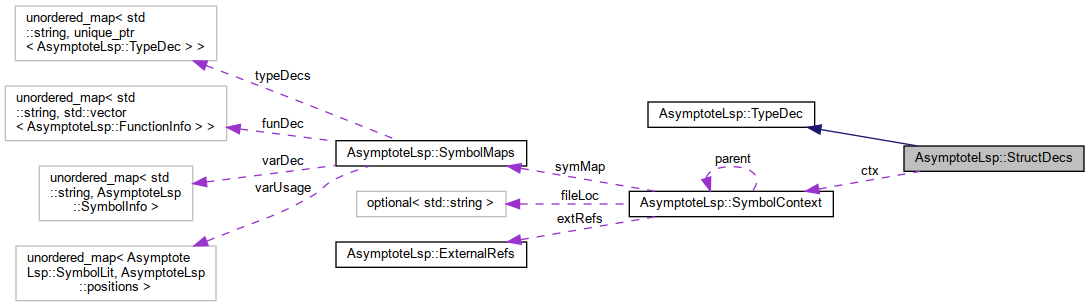 unordered_map< std
::string, unique_ptr
< AsymptoteLsp::TypeDec > >
typeDecs
unordered_map< std
::string, std::vector
< AsymptoteLsp::FunctionInfo > >
funDec
AsymptoteLsp::TypeDec
AsymptoteLsp::SymbolMaps
parent
AsymptoteLsp::StructDecs
varDec
symMap
ctx
unordered_map< std
::string, AsymptoteLsp
::SymbolInfo >
varUsage
optional< std::string >
fileLoc
AsymptoteLsp::SymbolContext
extRefs
AsymptoteLsp::ExternalRefs
unordered_map< Asymptote
Lsp::SymbolLit, AsymptoteLsp
::positions >